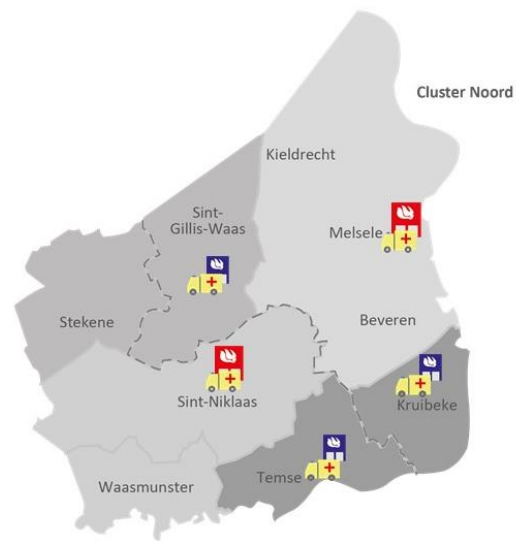 Cluster Noord
Kieldrecht
Sint-
Gillis-Waas
Melsele
Stekene
Beveren
Sint-Niklaas
Kruibeke
Temse
Waasmunster